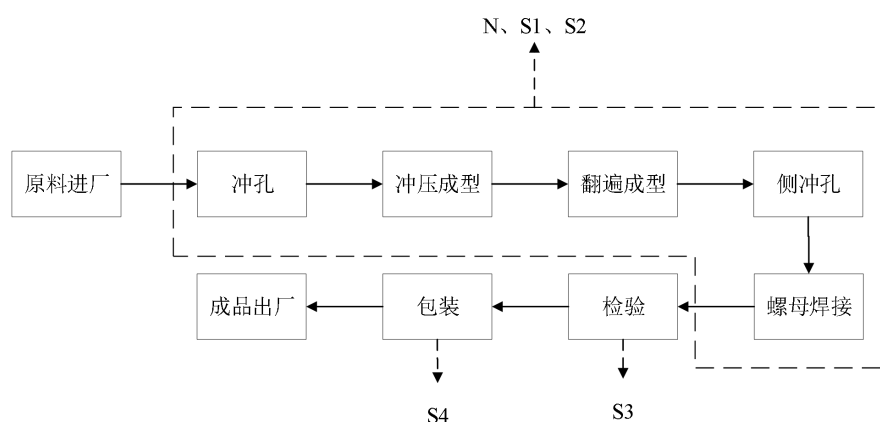 N、S1、S2
原料进厂
冲孔
冲压成型
翻遍成型
侧冲孔
成品出厂
包装
检验
螺母焊接
S4
S3